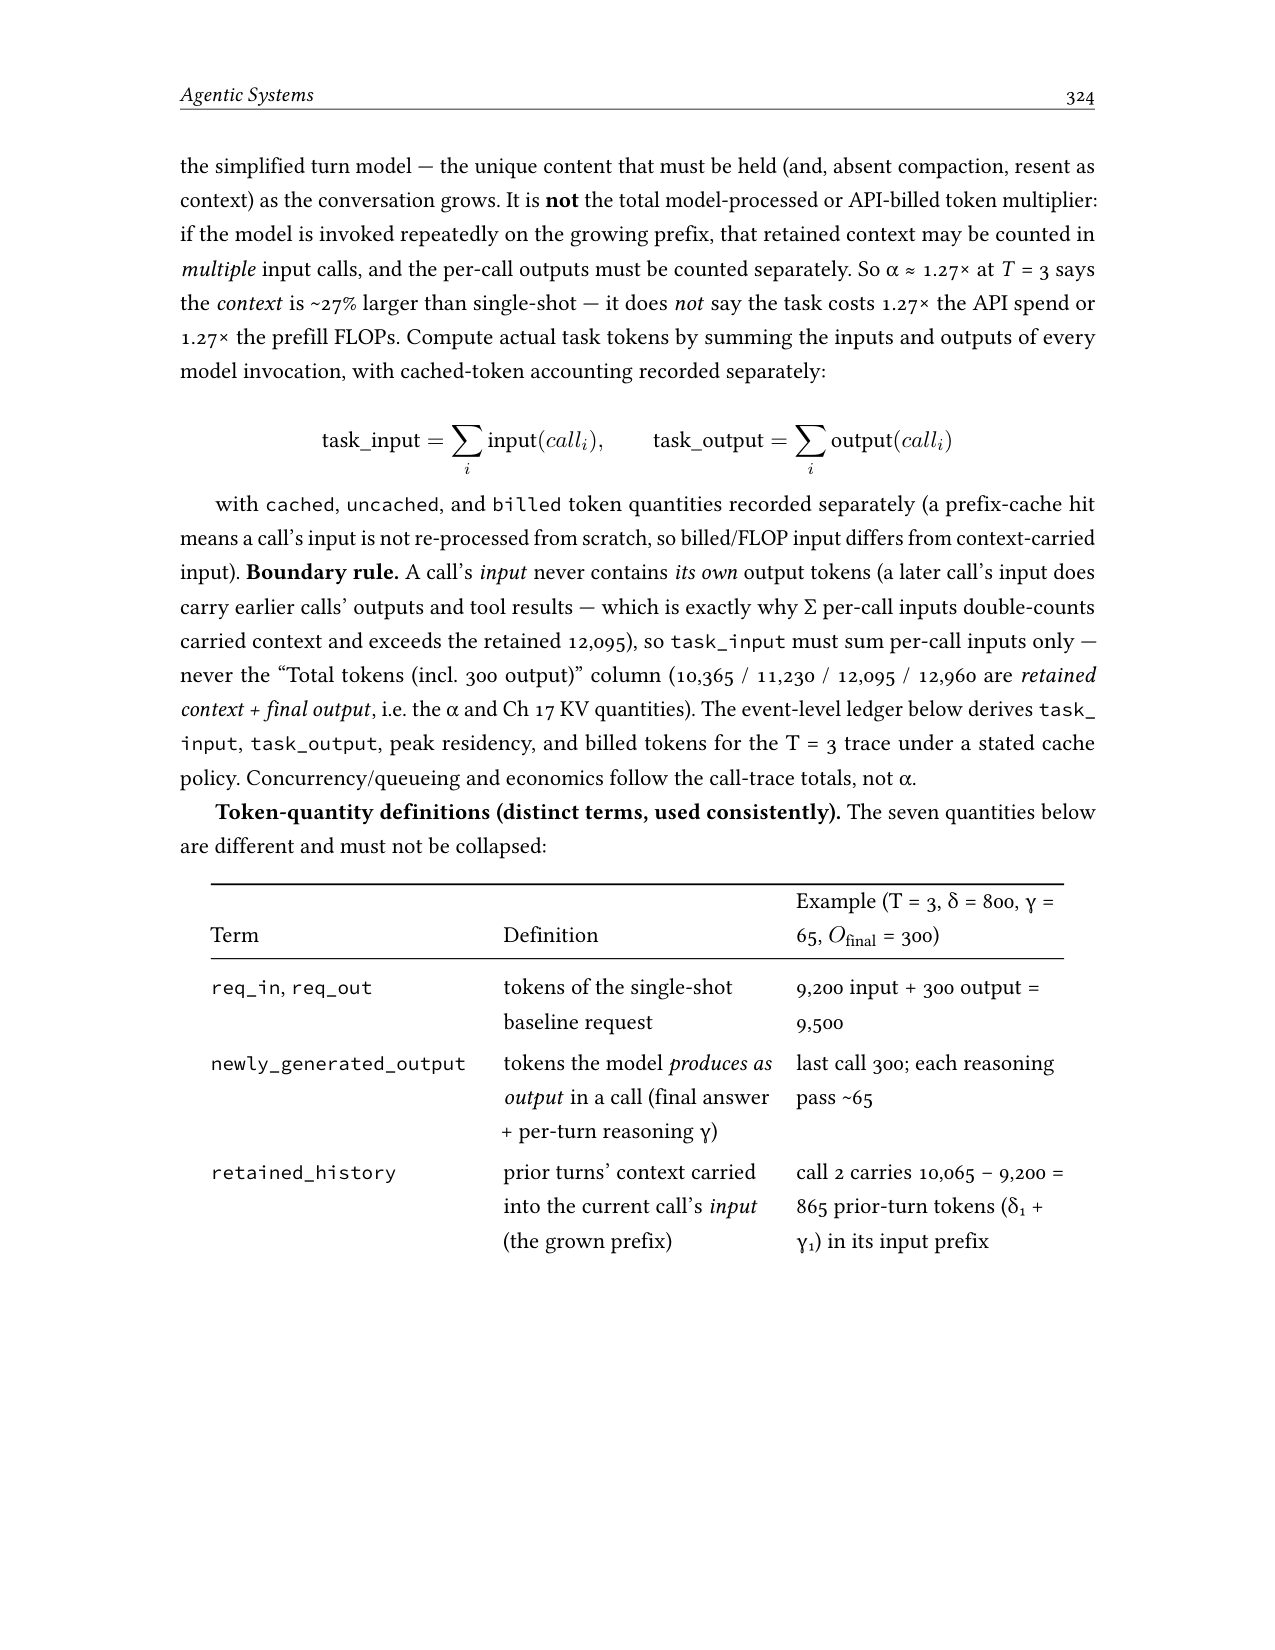 Agentic Systems 324
the simplified turn model — the unique content that must be held (and, absent compaction, resent as
context) as the conversation grows. It is not the total model-processed or API-billed token multiplier:
if the model is invoked repeatedly on the growing prefix, that retained context may be counted in
multiple input calls, and the per-call outputs must be counted separately. So α ≈ 1.27× at T = 3 says
the context is ~27% larger than single-shot — it does not say the task costs 1.27× the API spend or
1.27× the prefill FLOPs. Compute actual task tokens by summing the inputs and outputs of every
model invocation, with cached-token accounting recorded separately:
task_input = ∑_i input(call_i), task_output = ∑_i output(call_i)
with cached, uncached, and billed token quantities recorded separately (a prefix-cache hit
means a call’s input is not re-processed from scratch, so billed/FLOP input differs from context-carried
input). Boundary rule. A call’s input never contains its own output tokens (a later call’s input does
carry earlier calls’ outputs and tool results — which is exactly why Σ per-call inputs double-counts
carried context and exceeds the retained 12,095), so task_input must sum per-call inputs only —
never the “Total tokens (incl. 300 output)” column (10,365 / 11,230 / 12,095 / 12,960 are retained
context + final output, i.e. the α and Ch 17 KV quantities). The event-level ledger below derives task_
input, task_output, peak residency, and billed tokens for the T = 3 trace under a stated cache
policy. Concurrency/queueing and economics follow the call-trace totals, not α.
Token-quantity definitions (distinct terms, used consistently). The seven quantities below
are different and must not be collapsed:
Example (T = 3, δ = 800, γ =
Term Definition 65, O_final = 300)
req_in, req_out tokens of the single-shot 9,200 input + 300 output =
baseline request 9,500
newly_generated_output tokens the model produces as last call 300; each reasoning
output in a call (final answer pass ~65
+ per-turn reasoning γ)
retained_history prior turns’ context carried call 2 carries 10,065 − 9,200 =
into the current call’s input 865 prior-turn tokens (δ₁ +
(the grown prefix) γ₁) in its input prefix